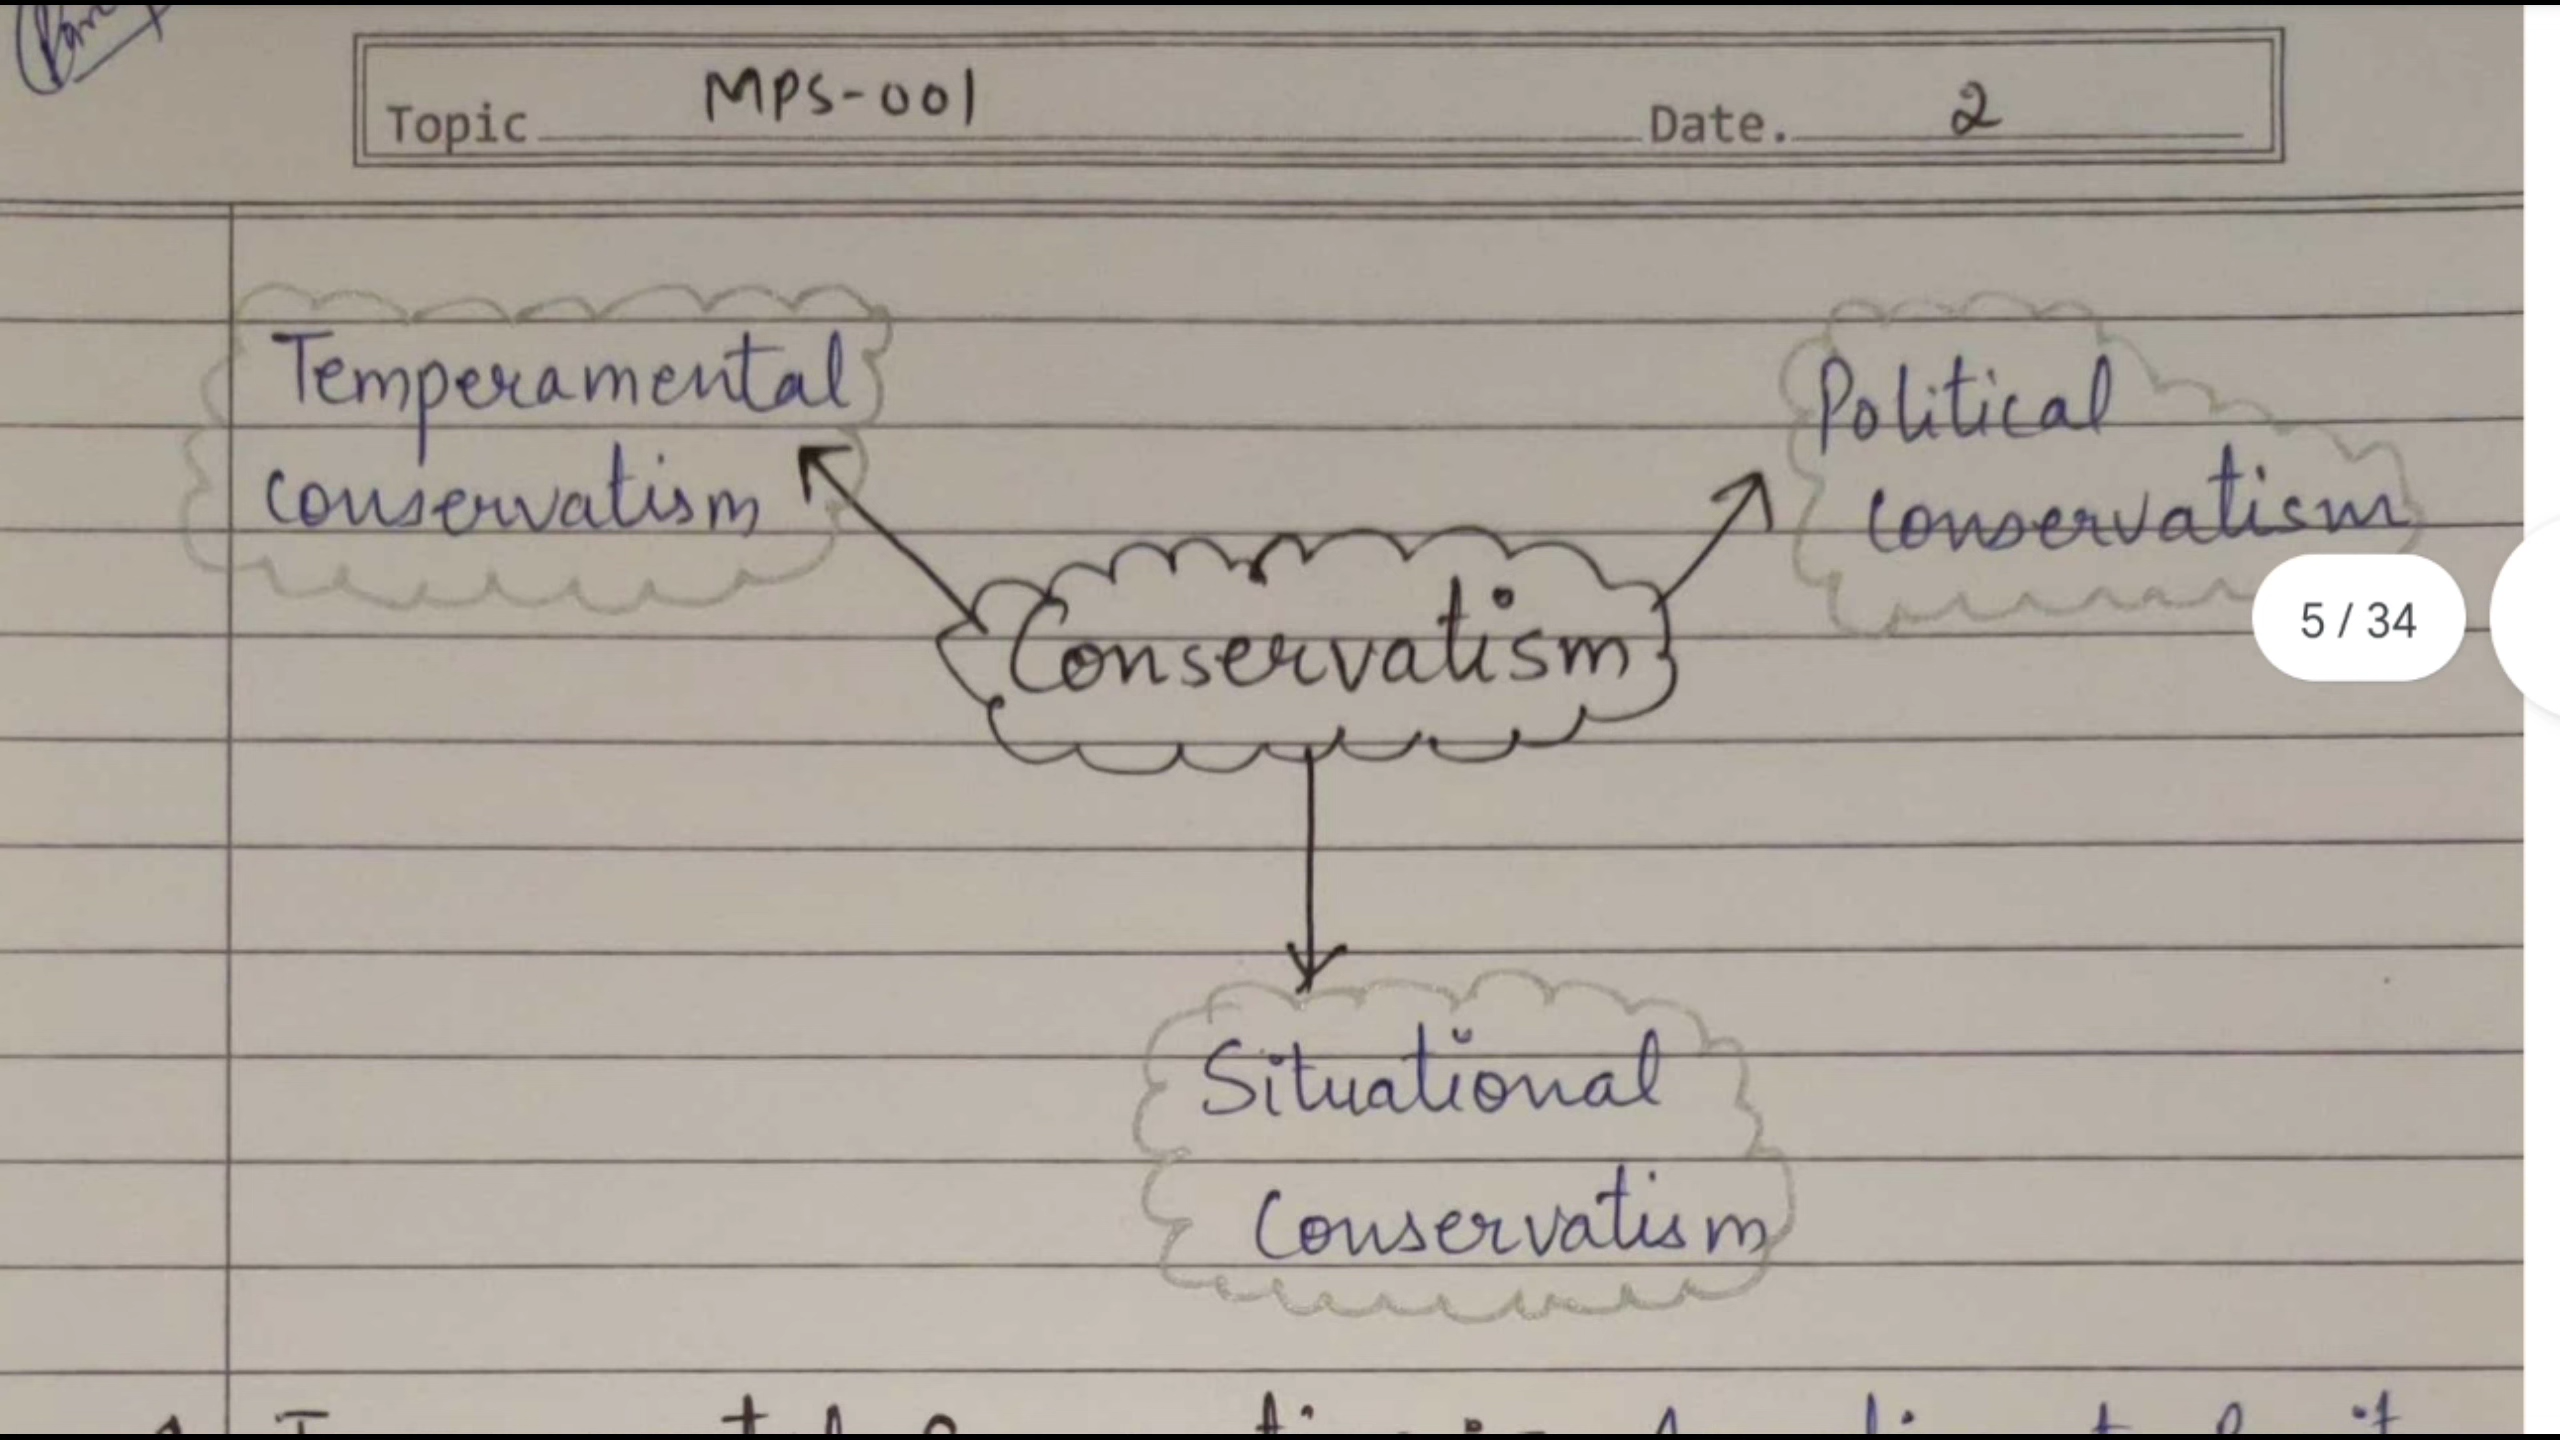 Topic MPS-001 Date. 2
Temperamental
conservatism
Political
conservatism
Conservatism
5 / 34
Situational
Conservatism